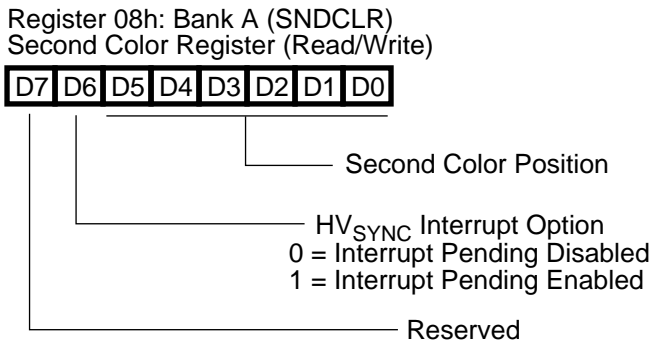 Register 08h: Bank A (SNDCLR)
Second Color Register (Read/Write)
D7 D6 D5 D4 D3 D2 D1 D0
Second Color Position
HVSYNC Interrupt Option
0 = Interrupt Pending Disabled
1 = Interrupt Pending Enabled
Reserved